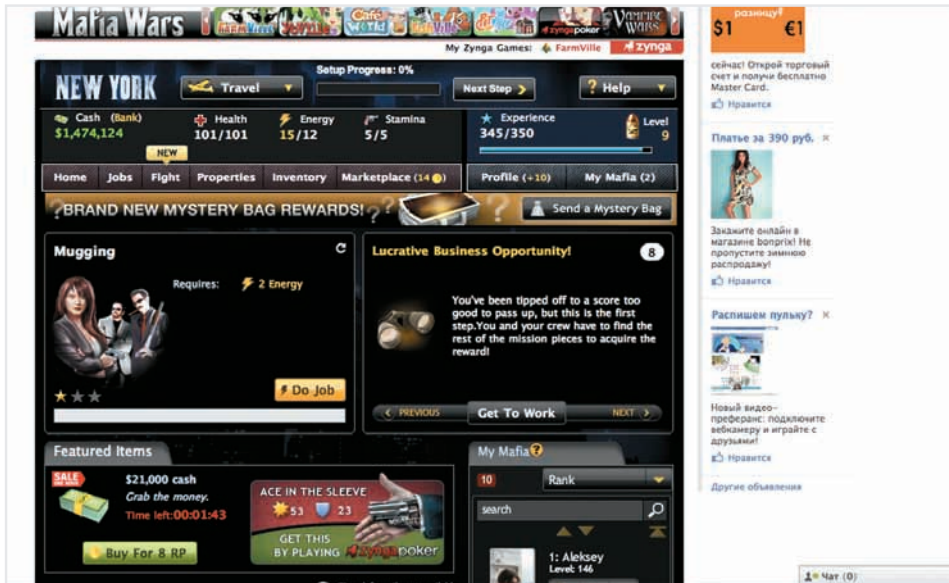 Mafia Wars
FARMVILLE
Café World
FISHVILLE
zyngapoker
VAMPIRE WARS
My Zynga Games: FarmVille zynga
NEW YORK
Travel
Setup Progress: 0%
Next Step
? Help
Cash (Bank)
$1,474,124
Health
101/101
Energy
15/12
Stamina
5/5
Experience
345/350
Level
9
NEW
Home Jobs Fight Properties Inventory Marketplace (14) Profile (+10) My Mafia (2)
?BRAND NEW MYSTERY BAG REWARDS!??
?
Send a Mystery Bag
Mugging
Requires: 2 Energy
Do Job
Lucrative Business Opportunity!
8
You've been tipped off to a score too
good to pass up, but this is the first
step.You and your crew have to find the
rest of the mission pieces to acquire the
reward!
PREVIOUS Get To Work NEXT
Featured Items
SALE
$21,000 cash
Grab the money.
Time left:00:01:43
Buy For 8 RP
ACE IN THE SLEEVE
53 23
GET THIS
BY PLAYING zyngapoker
My Mafia?
10 Rank
search
1: Aleksey
Level: 146
разницу?
$1 €1
сейчас! Открой торговый
счет и получи бесплатно
Master Card.
Нравится
Платье за 390 руб. ×
Закажите онлайн в
магазине bonprix! Не
пропустите зимнюю
распродажу!
Нравится
Распишем пульку? ×
Новый видео-
преферанс: подключите
вебкамеру и играйте с
друзьями!
Нравится
Другие объявления
Чат (0)